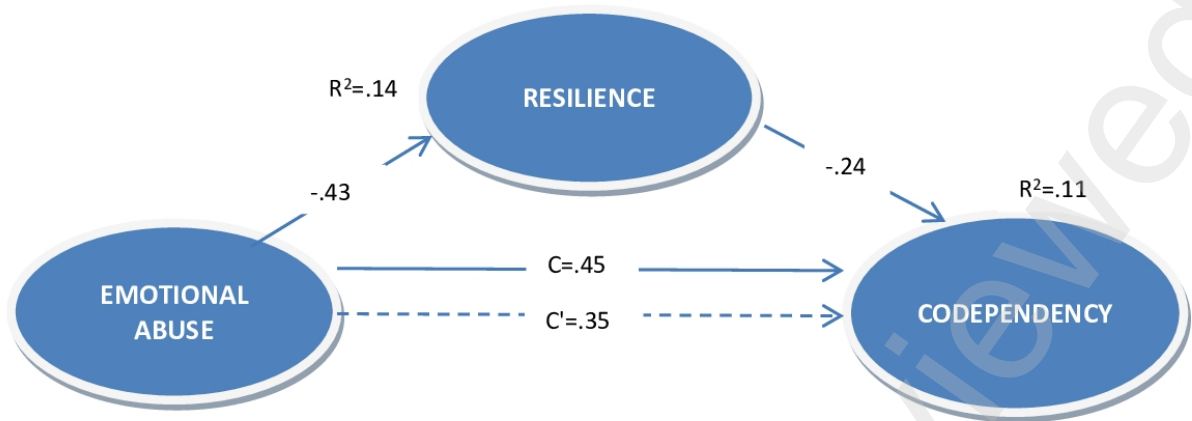 R²=.14
RESILIENCE
-.43
-.24
R²=.11
EMOTIONAL
ABUSE
C=.45
C'=.35
CODEPENDENCY